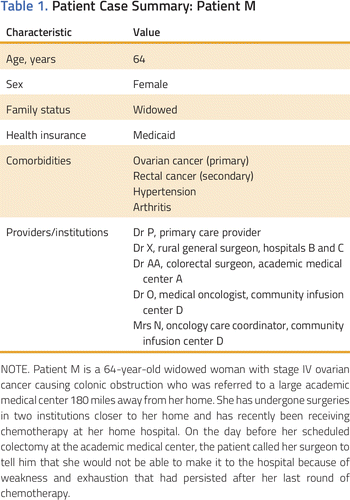 Table 1. Patient Case Summary: Patient M
Characteristic Value
Age, years 64
Sex Female
Family status Widowed
Health insurance Medicaid
Comorbidities Ovarian cancer (primary)
Rectal cancer (secondary)
Hypertension
Arthritis
Providers/institutions Dr P, primary care provider
Dr X, rural general surgeon, hospitals B and C
Dr AA, colorectal surgeon, academic medical
center A
Dr O, medical oncologist, community infusion
center D
Mrs N, oncology care coordinator, community
infusion center D
NOTE. Patient M is a 64-year-old widowed woman with stage IV ovarian
cancer causing colonic obstruction who was referred to a large academic
medical center 180 miles away from her home. She has undergone surgeries
in two institutions closer to her home and has recently been receiving
chemotherapy at her home hospital. On the day before her scheduled
colectomy at the academic medical center, the patient called her surgeon to
tell him that she would not be able to make it to the hospital because of
weakness and exhaustion that had persisted after her last round of
chemotherapy.